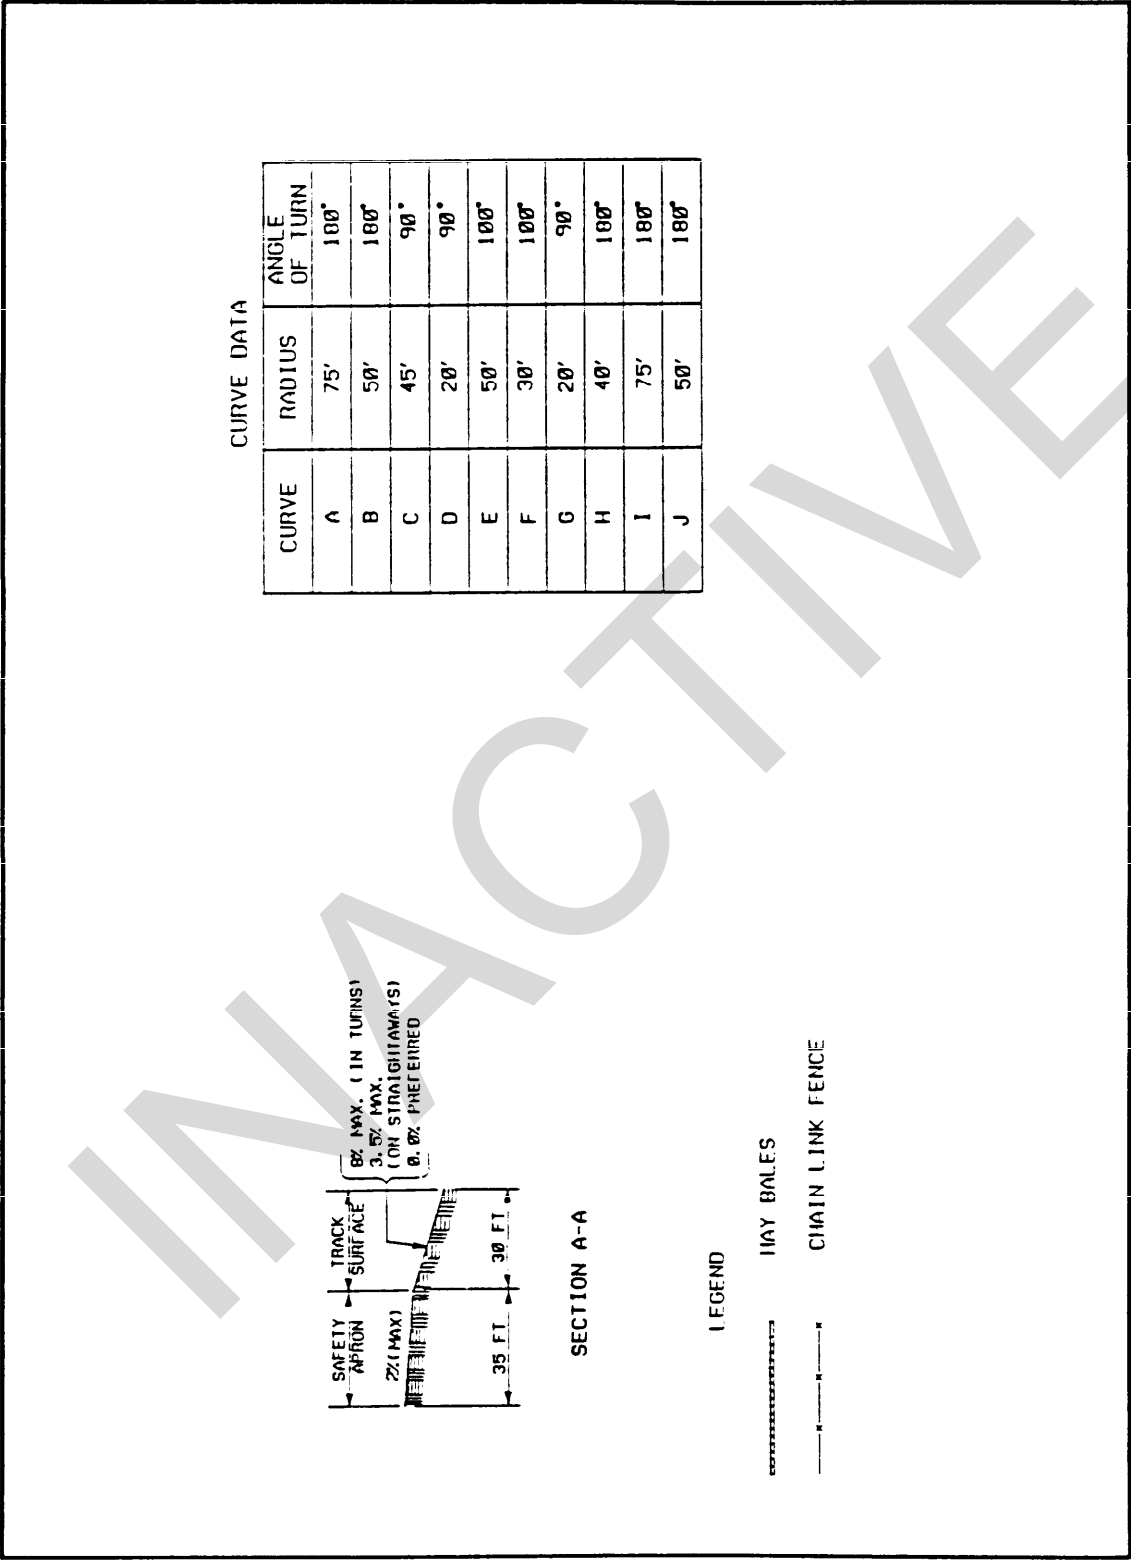 CURVE DATA
CURVE RADIUS ANGLE OF TURN
A 75' 180°
B 50' 180°
C 45' 90°
D 20' 90°
E 50' 100°
F 30' 100°
G 20' 90°
H 40' 180°
I 75' 180°
J 50' 180°
SAFETY APRON
TRACK SURFACE
8% MAX. (IN TURNS)
3.5% MAX.
(ON STRAIGHTAWAYS)
0.0% PREFERRED
2%(MAX)
35 FT
30 FT
SECTION A-A
LEGEND
HAY BALES
CHAIN LINK FENCE
INACTIVE